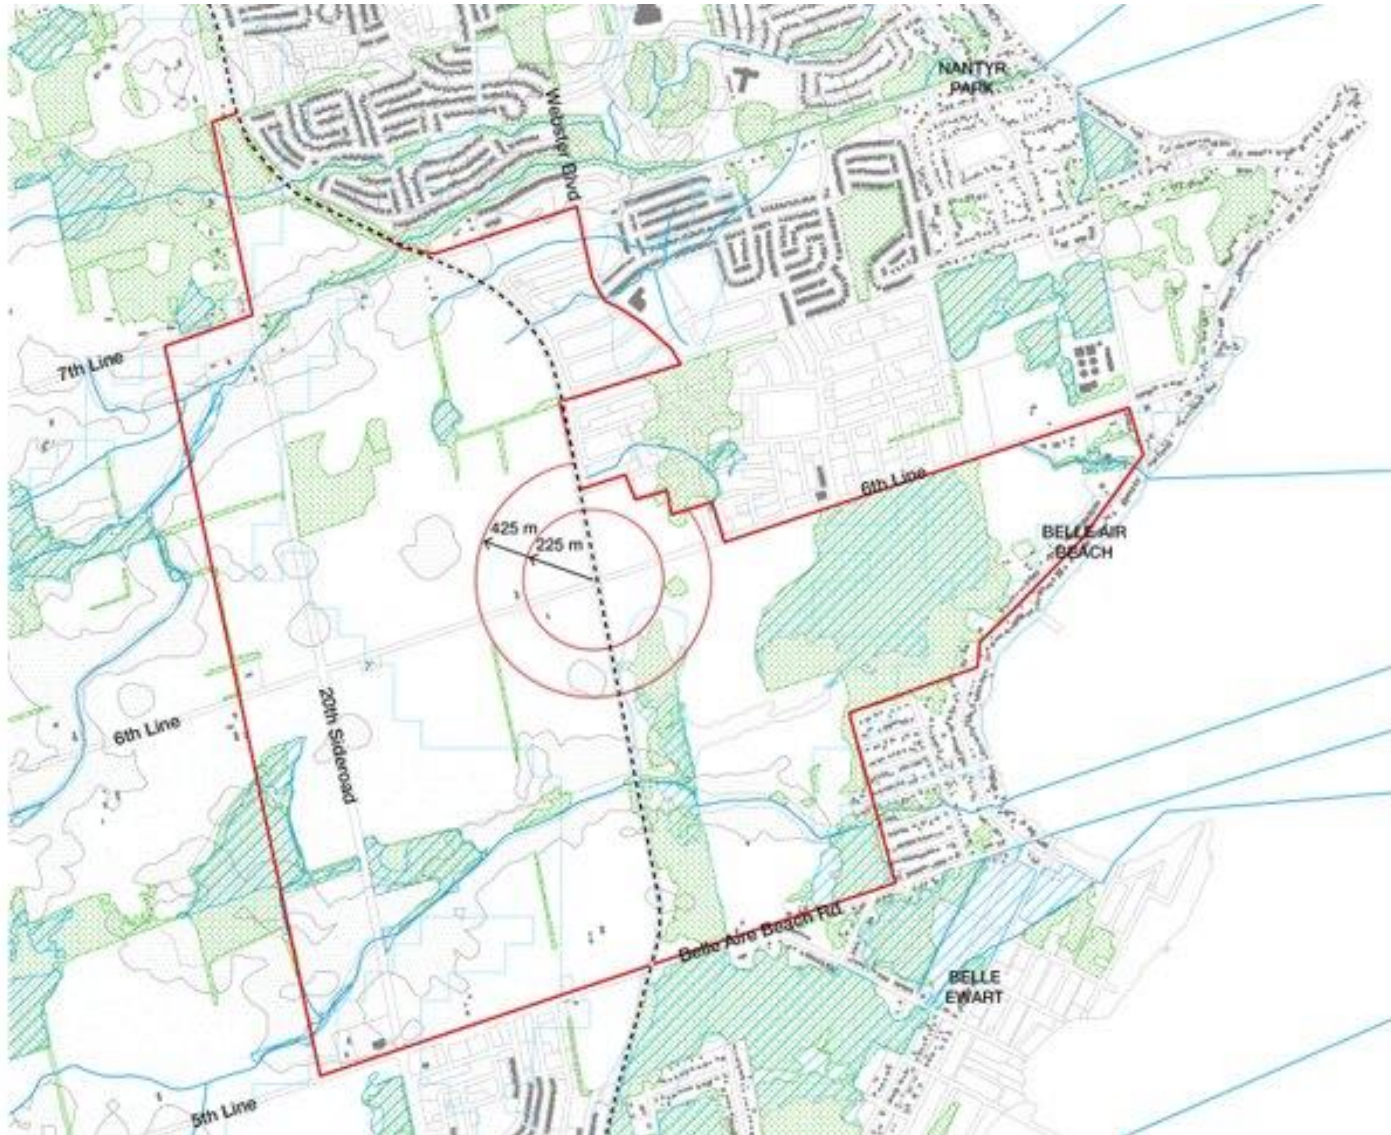 NANTYR
PARK
Webster Blvd
7th Line
6th Line
425 m
225 m
BELLE AIR
BEACH
20th Sideroad
6th Line
Belle Aire Beach Rd
BELLE
EWART
5th Line